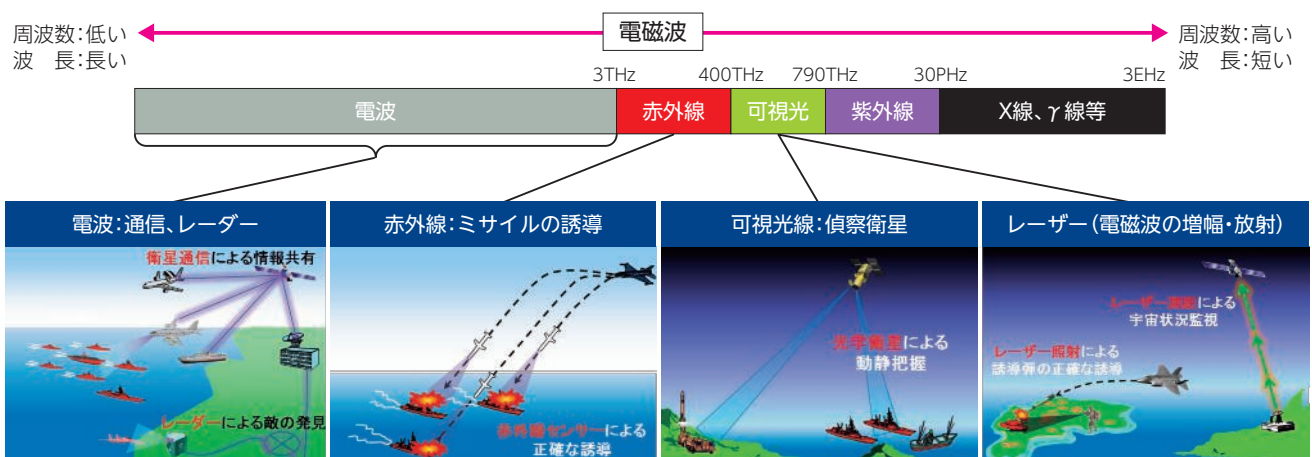 周波数:低い
波　長:長い
電磁波
周波数:高い
波　長:短い
3THz
400THz
790THz
30PHz
3EHz
電波
赤外線
可視光
紫外線
X線、γ線等
電波:通信、レーダー
衛星通信による情報共有
レーダーによる敵の発見
赤外線:ミサイルの誘導
赤外線センサーによる
正確な誘導
可視光線:偵察衛星
光学衛星による
動静把握
レーザー(電磁波の増幅・放射)
による
宇宙状況監視
レーザー照射による
誘導弾の正確な誘導